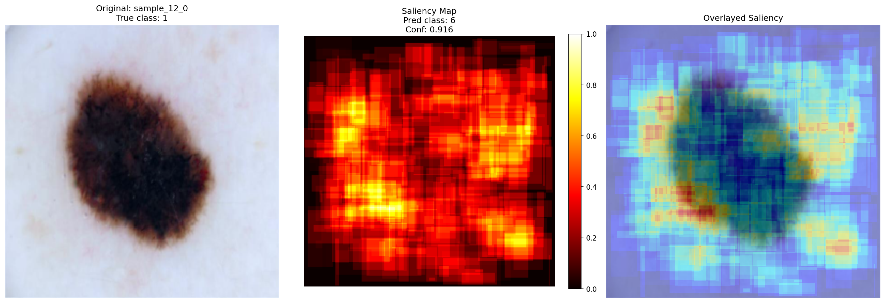 Original: sample_12_0
True class: 1
Saliency Map
Pred class: 6
Conf: 0.916
Overlayed Saliency
1.0
0.8
0.6
0.4
0.2
0.0